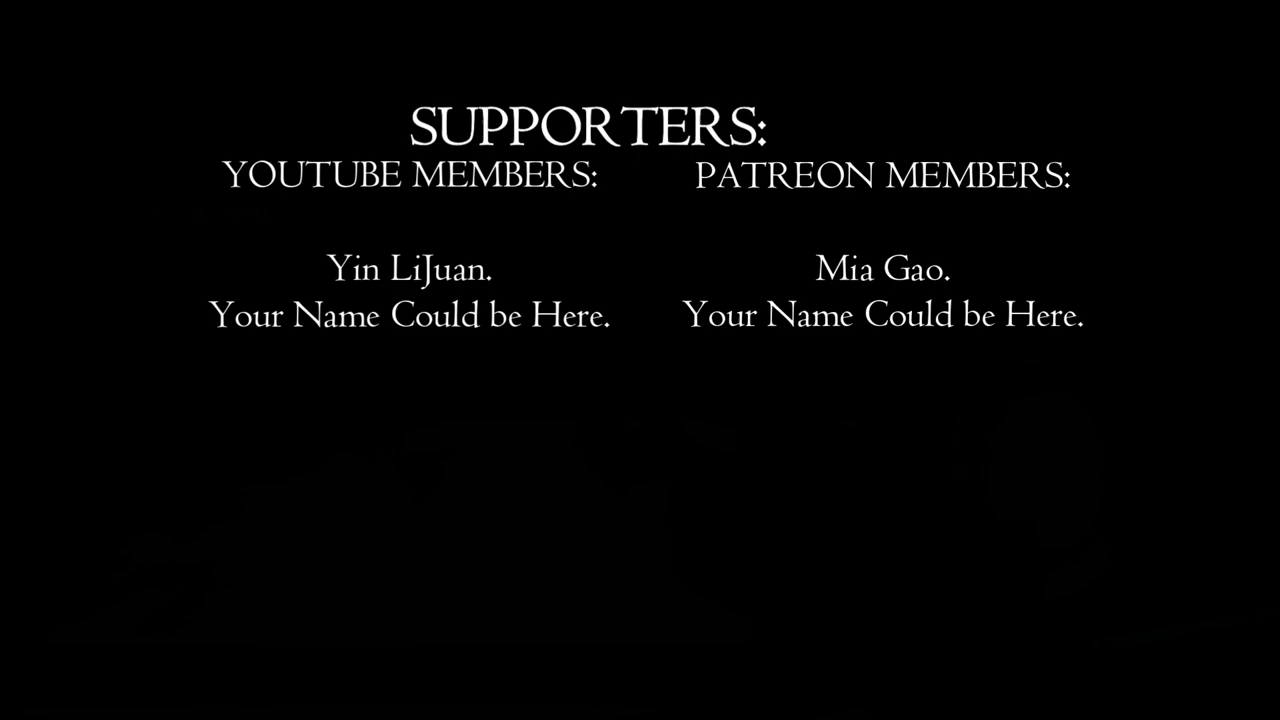 SUPPORTERS:
YOUTUBE MEMBERS:
PATREON MEMBERS:
Yin LiJuan.
Mia Gao.
Your Name Could be Here.
Your Name Could be Here.